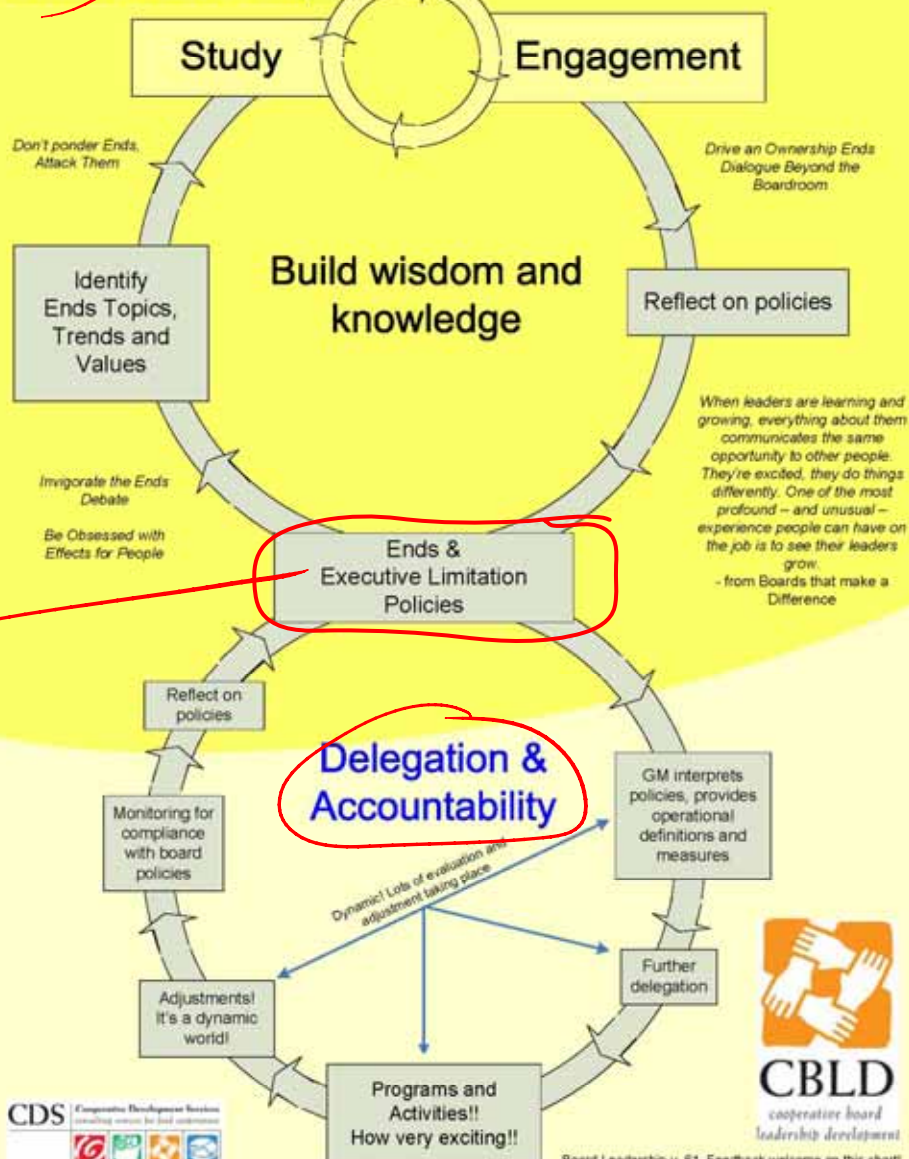 Study
Engagement
Don't ponder Ends,
Attack Them
Drive an Ownership Ends
Dialogue Beyond the
Boardroom
Identify
Ends Topics,
Trends and
Values
Build wisdom and
knowledge
Reflect on policies
When leaders are learning and
growing, everything about them
communicates the same
opportunity to other people.
They're excited, they do things
differently. One of the most
profound – and unusual –
experience people can have on
the job is to see their leaders
grow.
- from Boards that make a
Difference
Invigorate the Ends
Debate
Be Obsessed with
Effects for People
Ends &
Executive Limitation
Policies
Reflect on
policies
Delegation &
Accountability
GM interprets
policies, provides
operational
definitions and
measures
Monitoring for
compliance
with board
policies
Dynamic! Lots of evaluation and
adjustment taking place
Further
delegation
Adjustments!
It's a dynamic
world!
Programs and
Activities!!
How very exciting!!
CBLD
cooperative board
leadership development
CDS
Cooperative Development Services
consulting services for food cooperatives